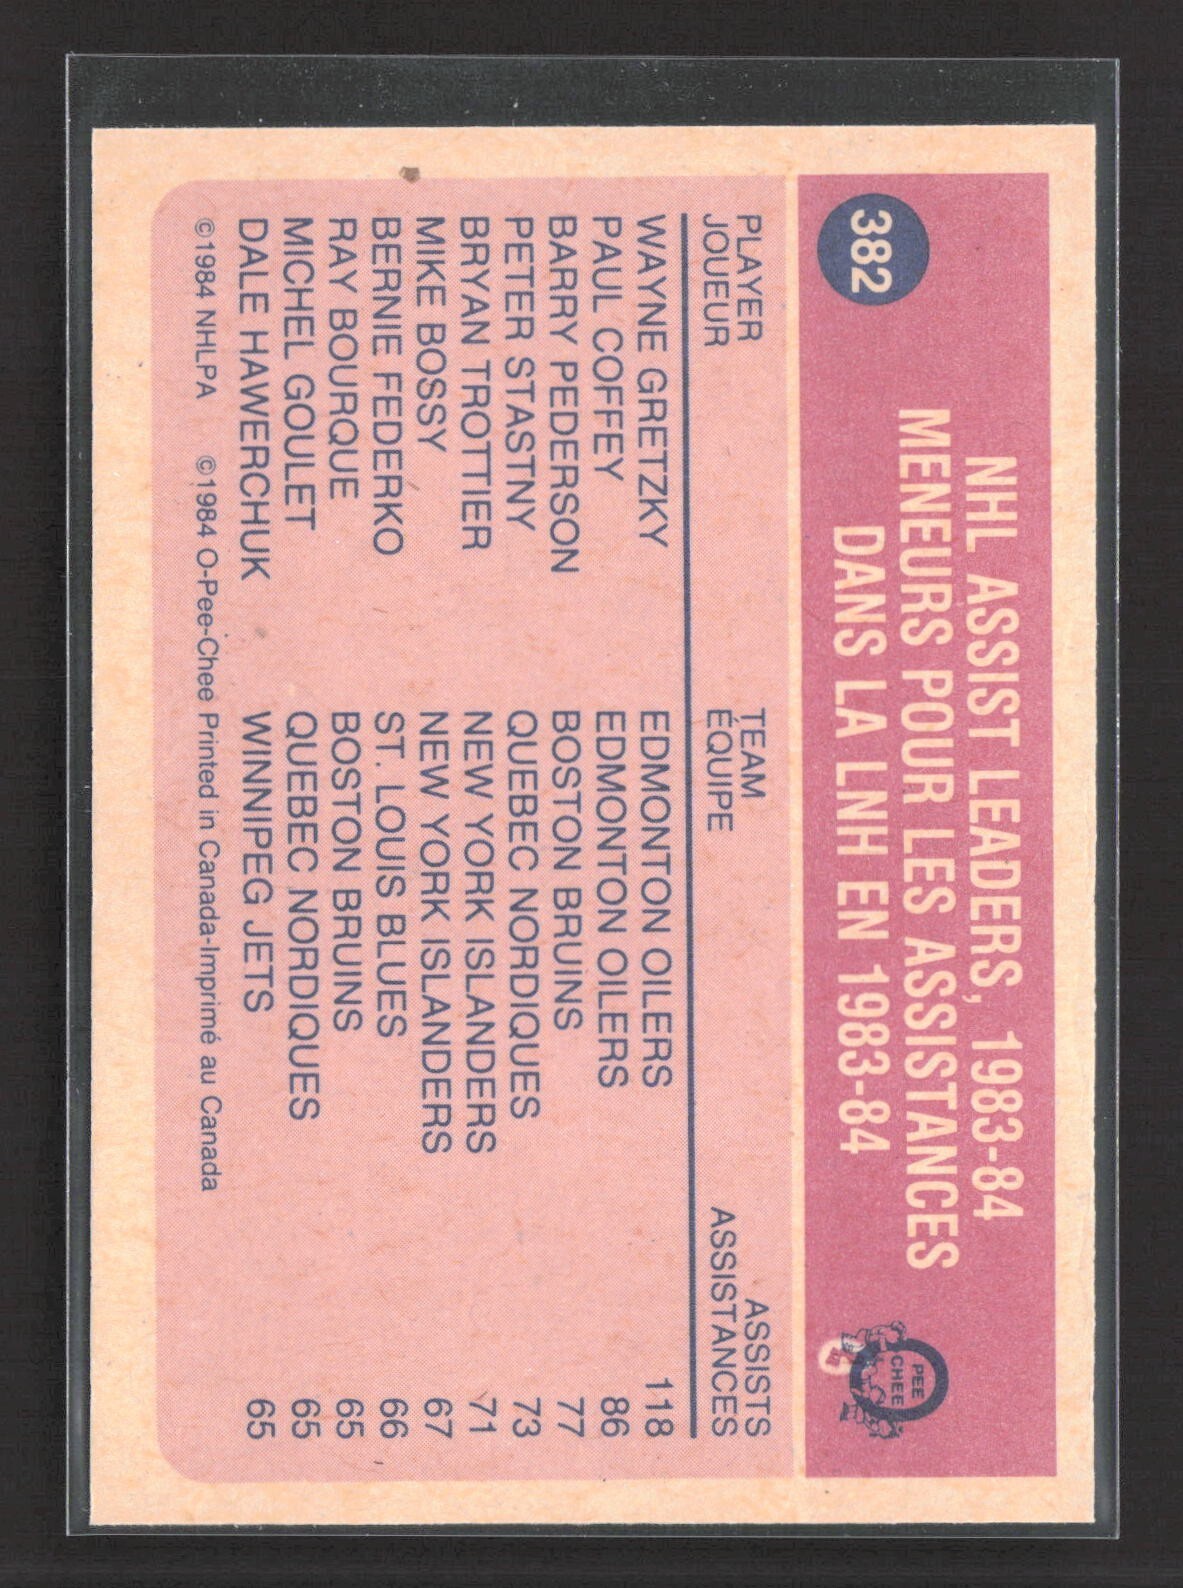 382
NHL ASSIST LEADERS, 1983-84
MENEURS POUR LES ASSISTANCES
DANS LA LNH EN 1983-84
PEE
CHEE
PLAYER TEAM ASSISTS
JOUEUR ÉQUIPE ASSISTANCES
WAYNE GRETZKY EDMONTON OILERS 118
PAUL COFFEY EDMONTON OILERS 86
BARRY PEDERSON BOSTON BRUINS 77
PETER STASTNY QUEBEC NORDIQUES 73
BRYAN TROTTIER NEW YORK ISLANDERS 71
MIKE BOSSY NEW YORK ISLANDERS 67
BERNIE FEDERKO ST. LOUIS BLUES 66
RAY BOURQUE BOSTON BRUINS 65
MICHEL GOULET QUEBEC NORDIQUES 65
DALE HAWERCHUK WINNIPEG JETS 65
©1984 NHLPA ©1984 O-Pee-Chee Printed in Canada-Imprimé au Canada